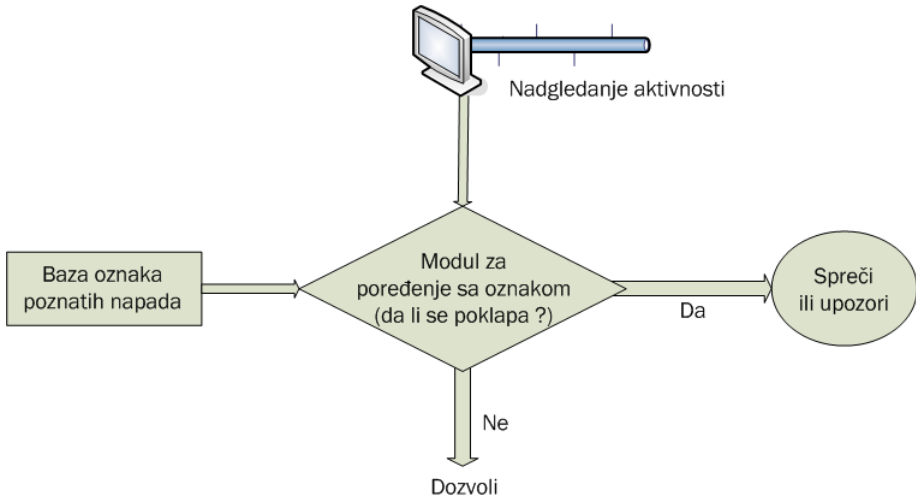 Nadgledanje aktivnosti
Baza oznaka
poznatih napada
Modul za
poređenje sa oznakom
(da li se poklapa ?)
Da
Spreči
ili upozori
Ne
Dozvoli